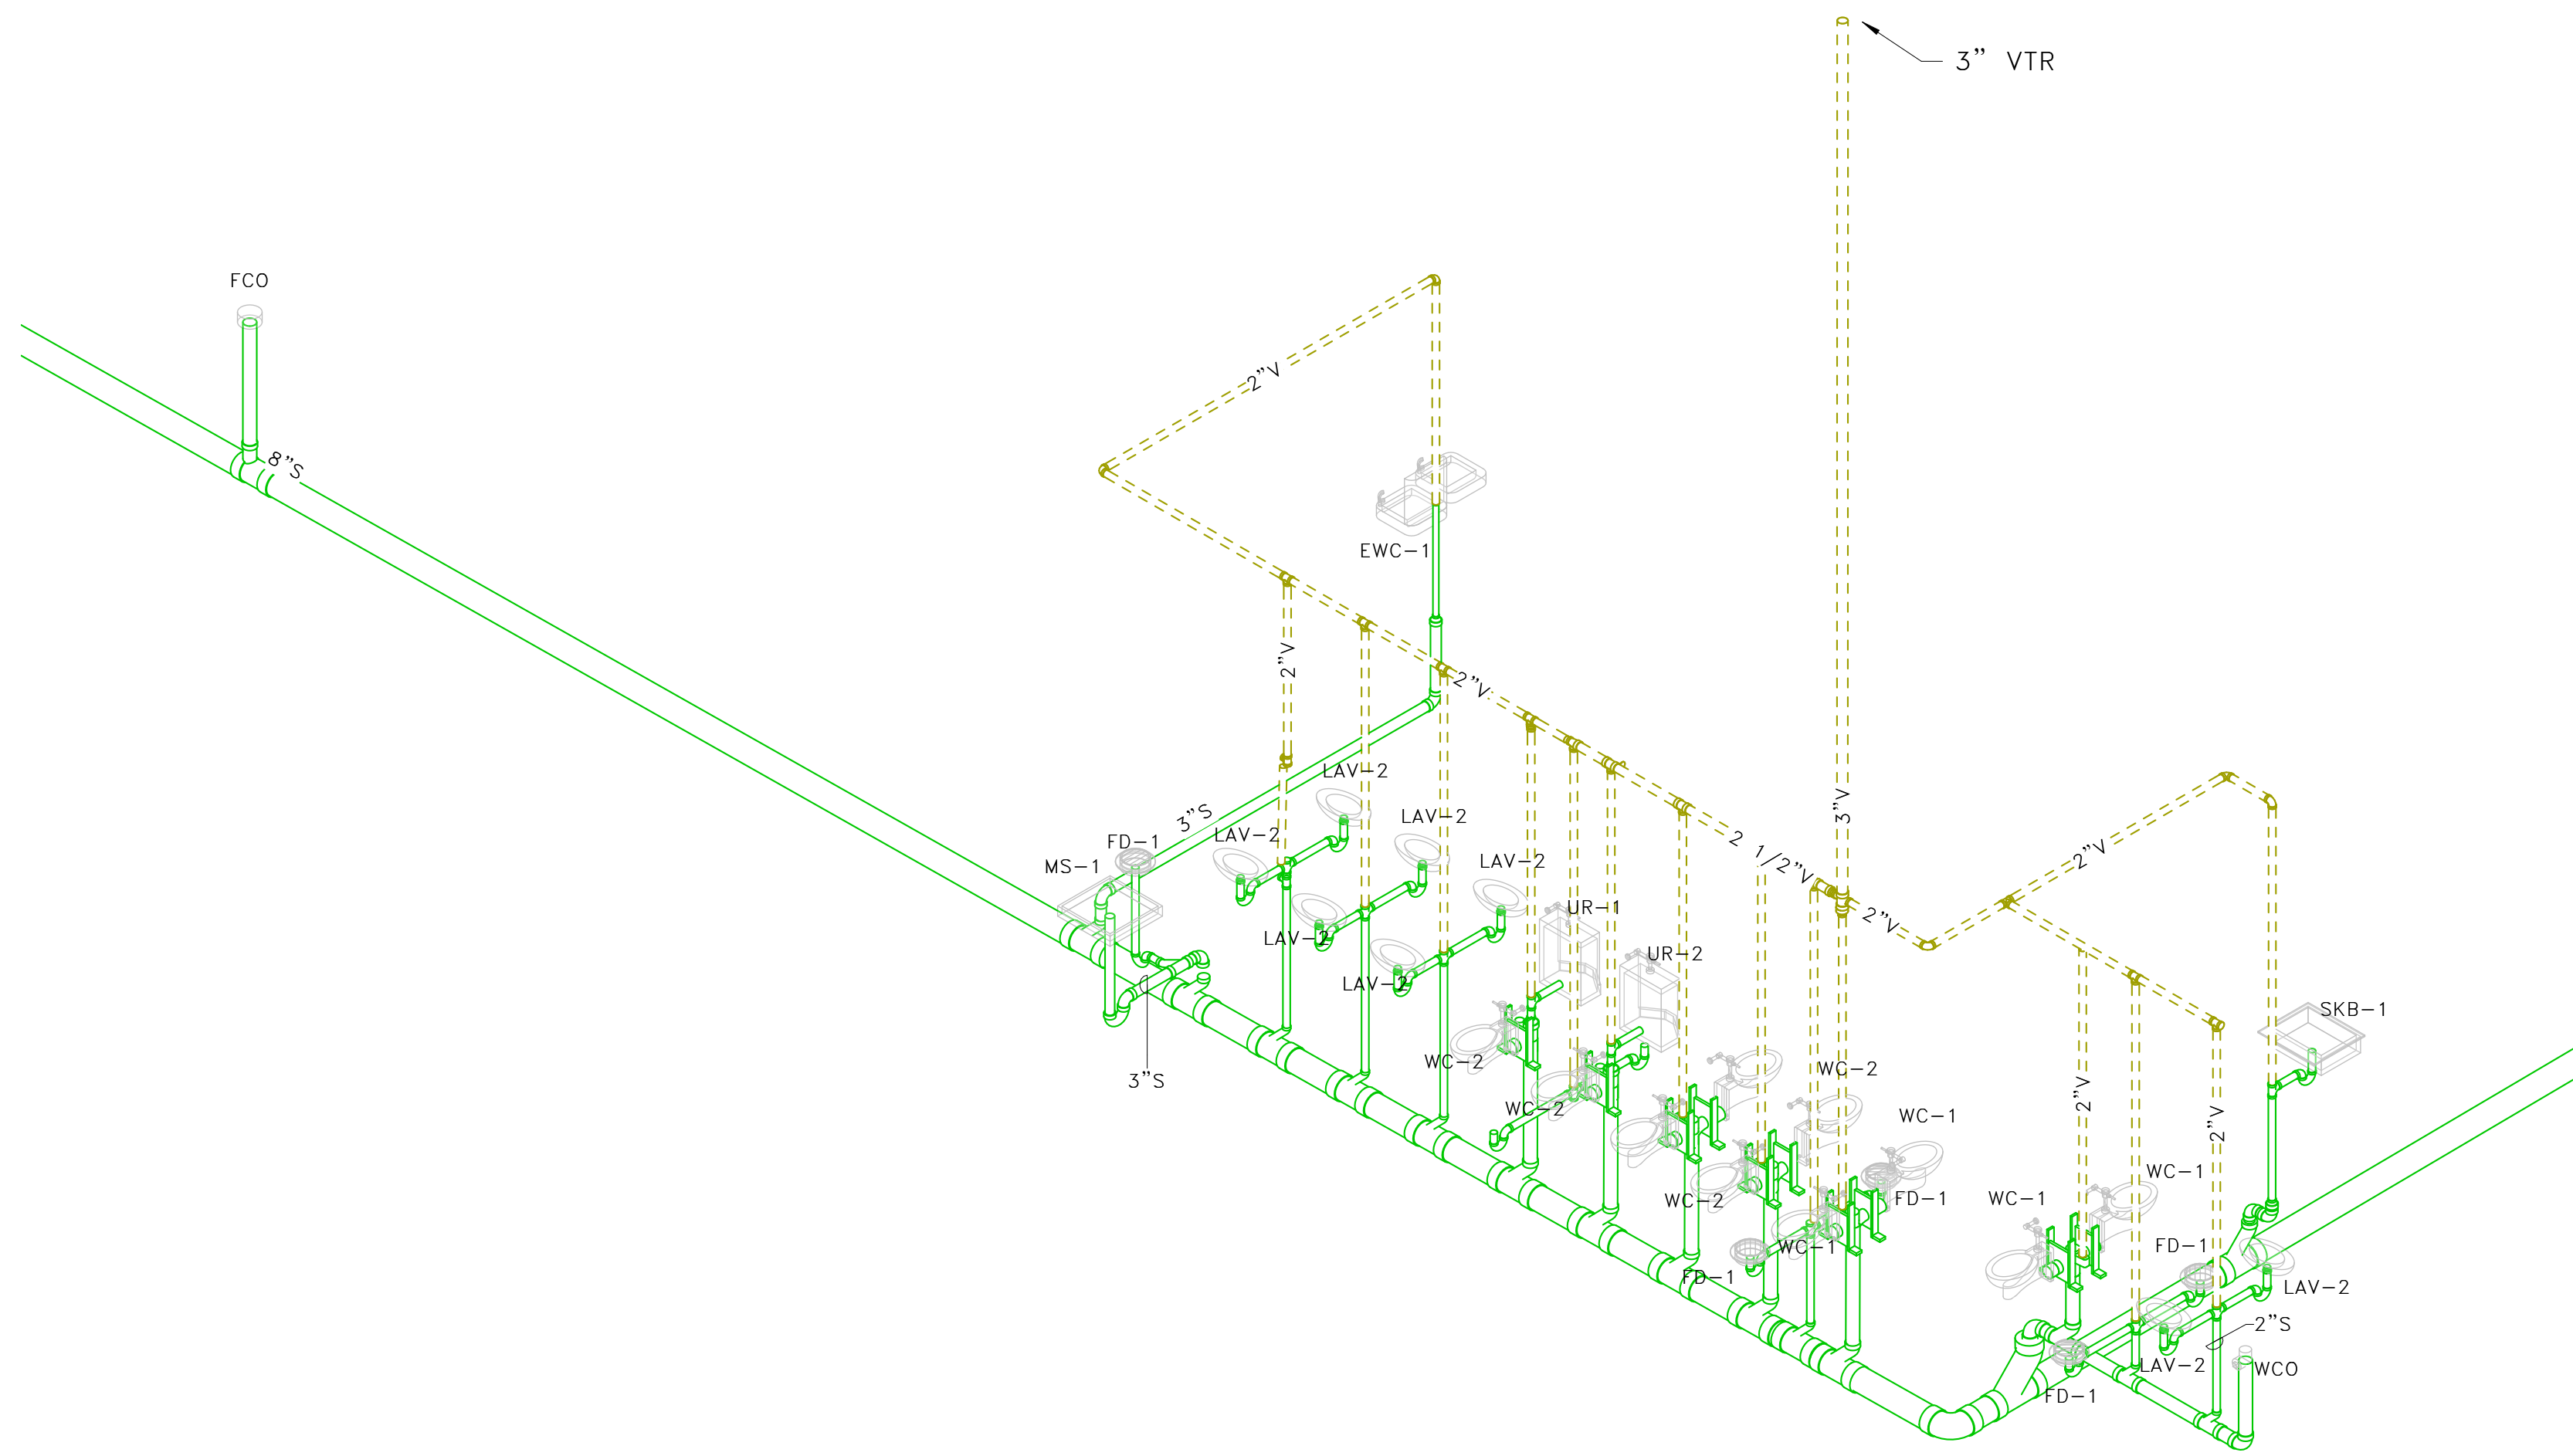 3” VTR
FCO
2”V
8”S
EWC-1
2”V
2”V
LAV-2
3”S
LAV-2
LAV-2
FD-1
MS-1
LAV-2
3”V
2 1/2”V
2”V
2”V
UR-1
LAV-2
UR-2
LAV-2
SKB-1
WC-2
WC-2
3”S
WC-2
2”V
WC-1
2”V
WC-1
WC-1
FD-1
WC-2
WC-1
FD-1
FD-1
LAV-2
2”S
LAV-2
WCO
FD-1